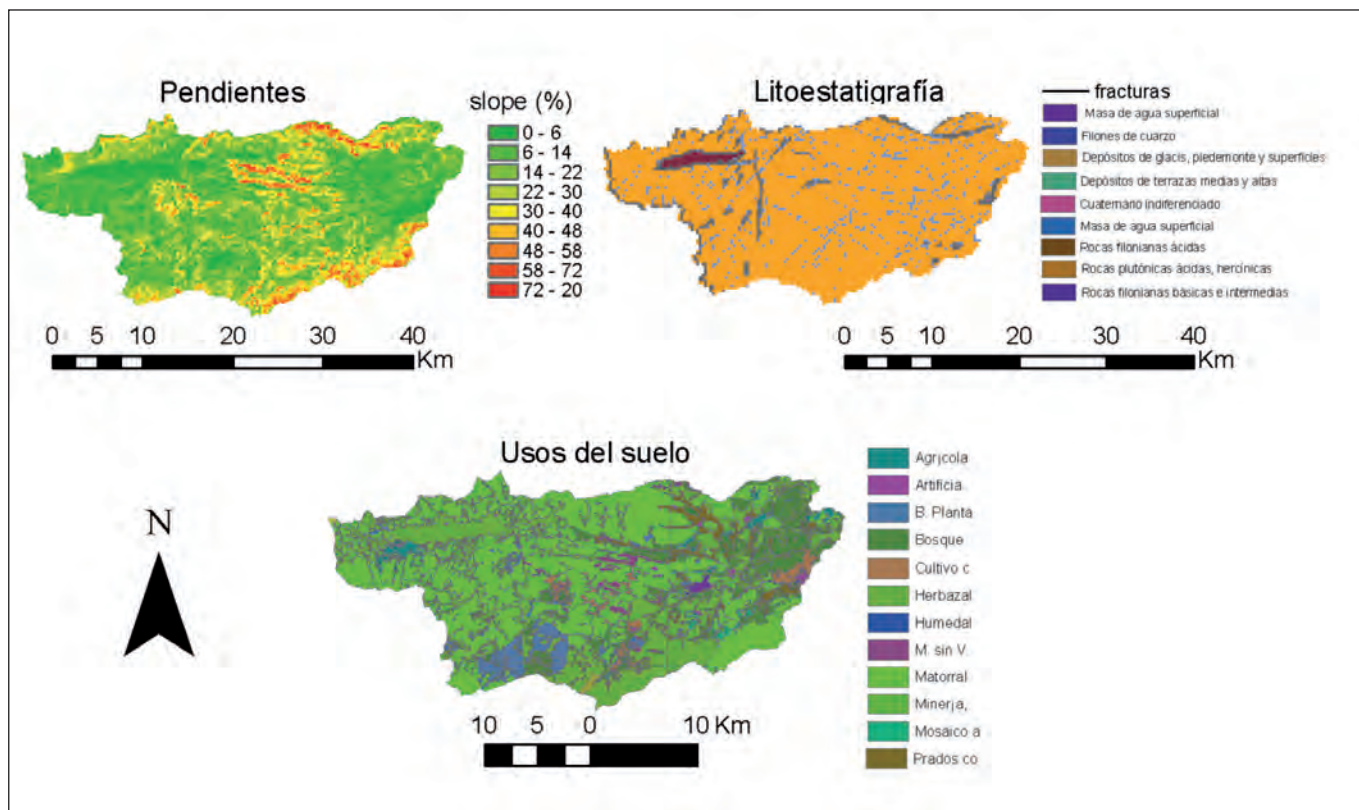 Pendientes
slope (%)
0 - 6
6 - 14
14 - 22
22 - 30
30 - 40
40 - 48
48 - 58
58 - 72
72 - 20
0 5 10 20 30 40
Km
Litoestatigrafía
fracturas
Masa de agua superficial
Filones de cuarzo
Depósitos de glacis, piedemonte y superficies
Depósitos de terrazas medias y altas
Cuaternario indiferenciado
Masa de agua superficial
Rocas filonianas ácidas
Rocas plutónicas ácidas, hercínicas
Rocas filonianas básicas e intermedias
0 5 10 20 30 40
Km
N
Usos del suelo
Agrícola
Artificia.
B. Planta
Bosque
Cultivo c
Herbazal
Humedal
M. sin V.
Matorral
Minerja,
Mosaico a
Prados co
10 5 0 10 Km